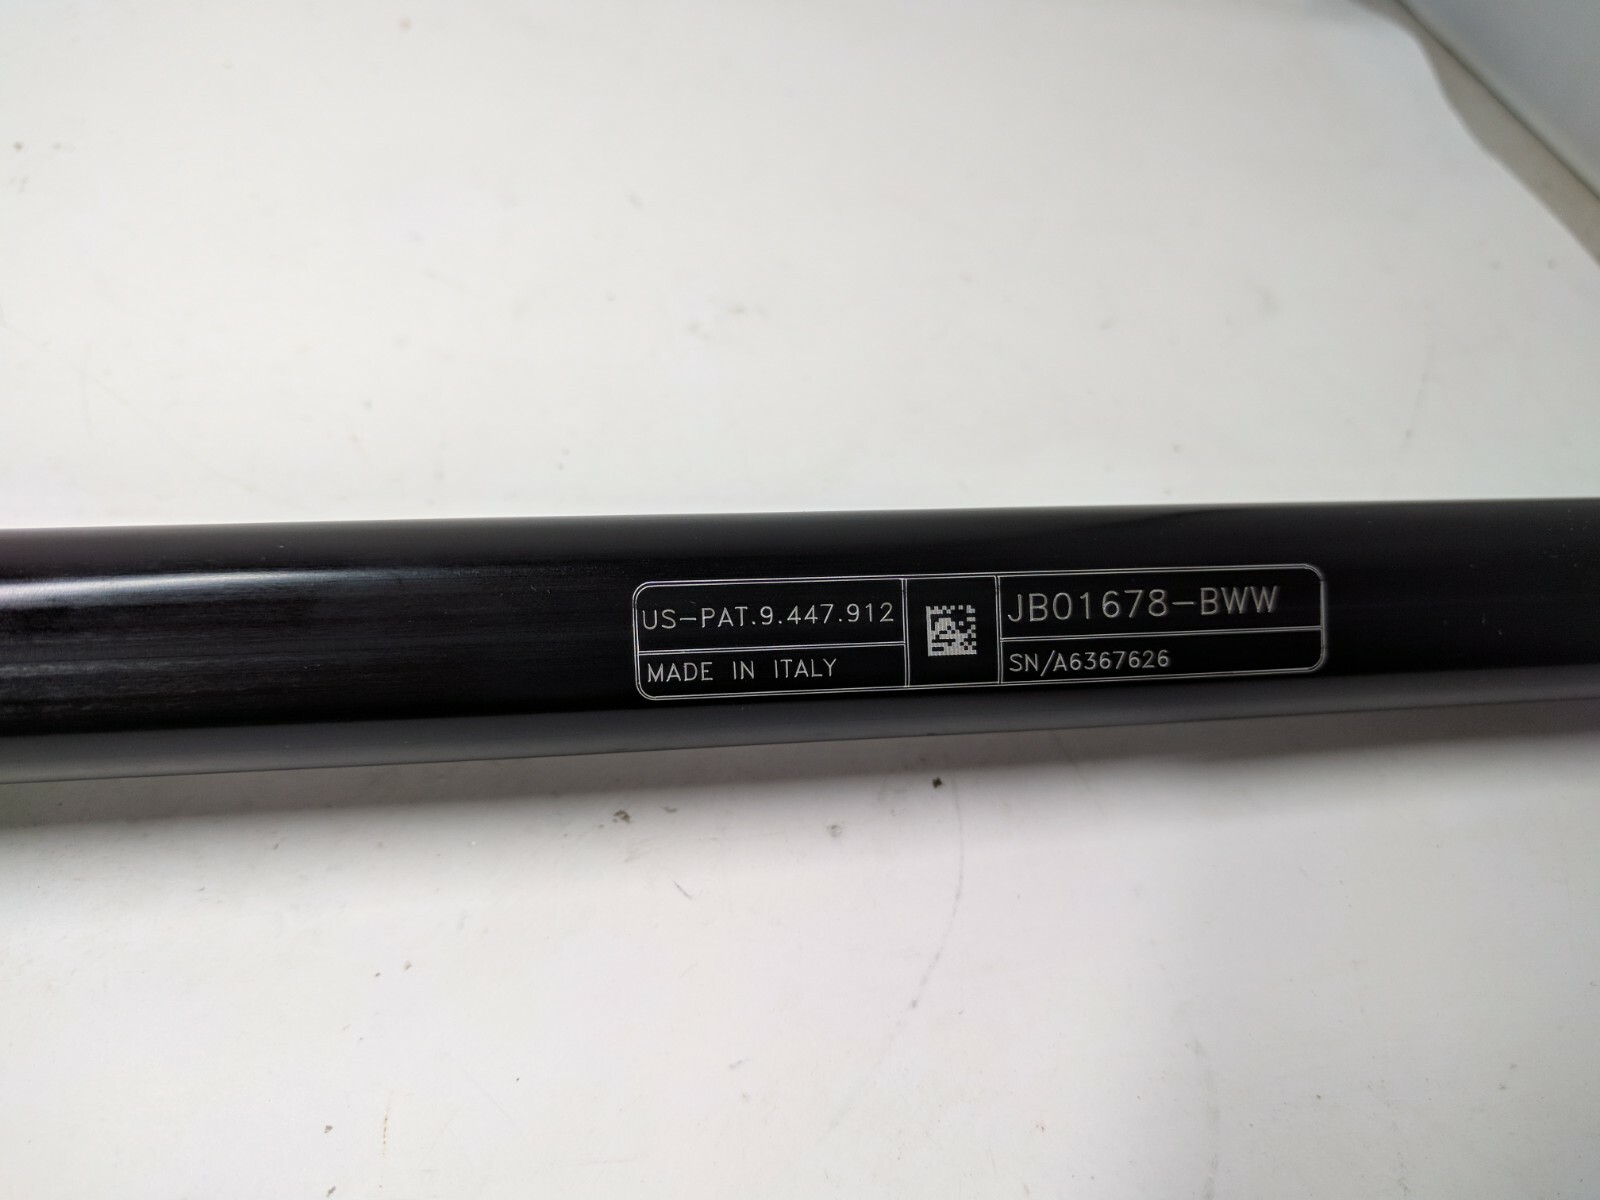 US-PAT.9.447.912
MADE IN ITALY
JB01678-BWW
SN/A6367626